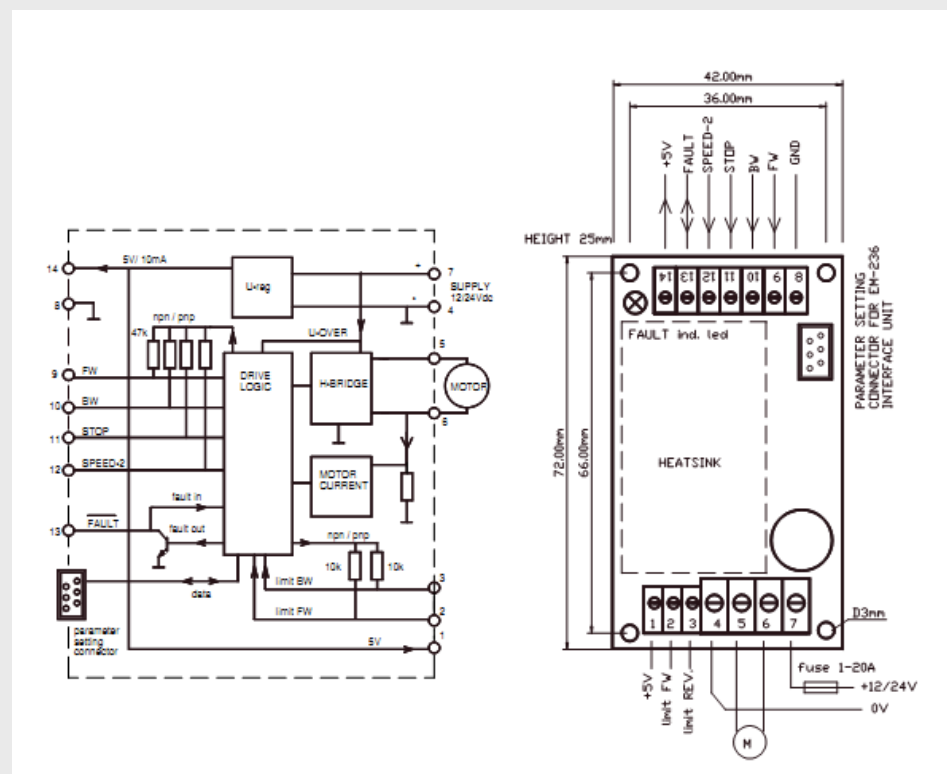 14
5V/ 10mA
U-reg
+
7
SUPPLY
12/24Vdc
-
4
8
npn / pnp
47k
U-OVER
5
9
FW
DRIVE
LOGIC
H-BRIDGE
MOTOR
10
BW
6
11
STOP
12
SPEED-2
MOTOR
CURRENT
fault in
13
FAULT
fault out
npn / pnp
10k
10k
limit BW
3
data
limit FW
2
parameter
setting
connector
5V
1
42.00mm
36.00mm
+5V
FAULT
SPEED-2
STOP
BW
FW
GND
HEIGHT 25mm
14
13
12
11
10
9
8
FAULT ind. led
PARAMETER SETTING
CONNECTOR FOR EM-236
INTERFACE UNIT
72.00mm
66.00mm
HEATSINK
1
2
3
4
5
6
7
D3mm
+5V
limit FW
limit REV.
fuse 1-20A
+12/24V
0V
M